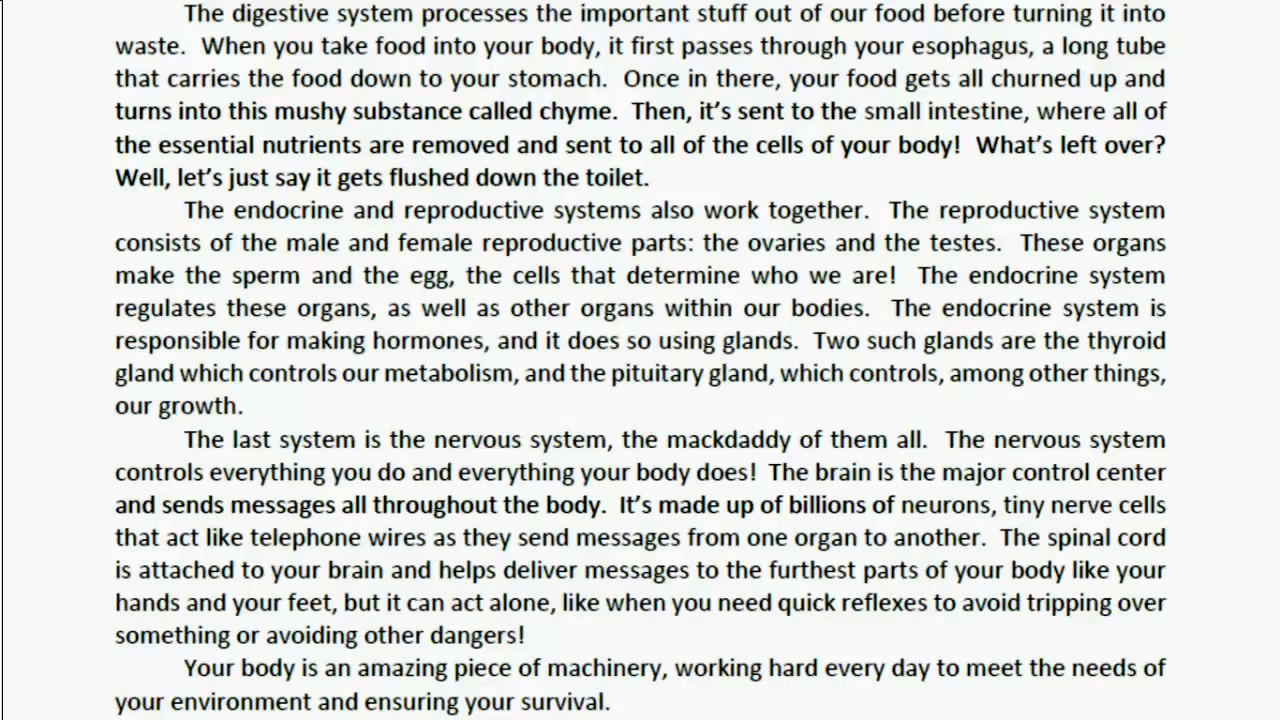 The digestive system processes the important stuff out of our food before turning it into
waste.  When you take food into your body, it first passes through your esophagus, a long tube
that carries the food down to your stomach.  Once in there, your food gets all churned up and
turns into this mushy substance called chyme.  Then, it’s sent to the small intestine, where all of
the essential nutrients are removed and sent to all of the cells of your body!  What’s left over?
Well, let’s just say it gets flushed down the toilet.
The endocrine and reproductive systems also work together.  The reproductive system
consists of the male and female reproductive parts: the ovaries and the testes.  These organs
make the sperm and the egg, the cells that determine who we are!  The endocrine system
regulates these organs, as well as other organs within our bodies.  The endocrine system is
responsible for making hormones, and it does so using glands.  Two such glands are the thyroid
gland which controls our metabolism, and the pituitary gland, which controls, among other things,
our growth.
The last system is the nervous system, the mackdaddy of them all.  The nervous system
controls everything you do and everything your body does!  The brain is the major control center
and sends messages all throughout the body.  It’s made up of billions of neurons, tiny nerve cells
that act like telephone wires as they send messages from one organ to another.  The spinal cord
is attached to your brain and helps deliver messages to the furthest parts of your body like your
hands and your feet, but it can act alone, like when you need quick reflexes to avoid tripping over
something or avoiding other dangers!
Your body is an amazing piece of machinery, working hard every day to meet the needs of
your environment and ensuring your survival.